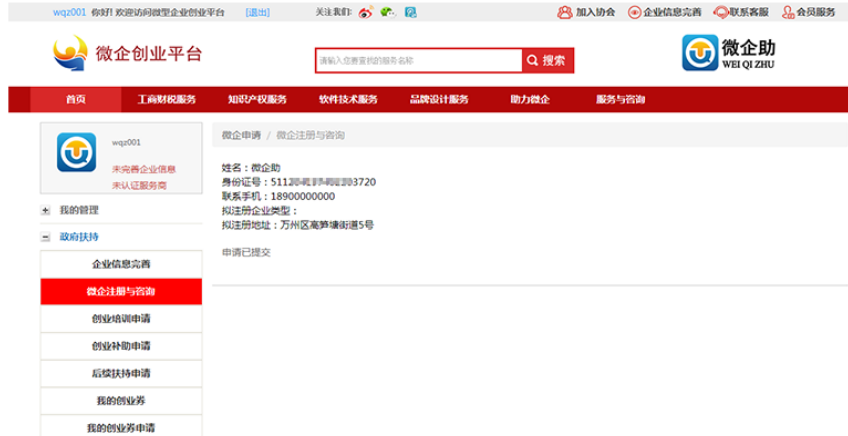 wqz001 你好! 欢迎访问微型企业创业平台 [退出] 关注我们: 加入协会 企业信息完善 联系客服 会员服务
微企创业平台 请输入您要查找的服务名称 搜索 微企助
WEI QI ZHU
首页 工商财税服务 知识产权服务 软件技术服务 品牌设计服务 助力微企 服务与咨询
wqz001
未完善企业信息
未认证服务商
微企申请 / 微企注册与咨询
姓名：微企助
身份证号：5112 3720
联系手机：18900000000
拟注册企业类型：
拟注册地址：万州区高笋塘街道5号
申请已提交
我的管理
政府扶持
企业信息完善
微企注册与咨询
创业培训申请
创业补助申请
后续扶持申请
我的创业券
我的创业券申请